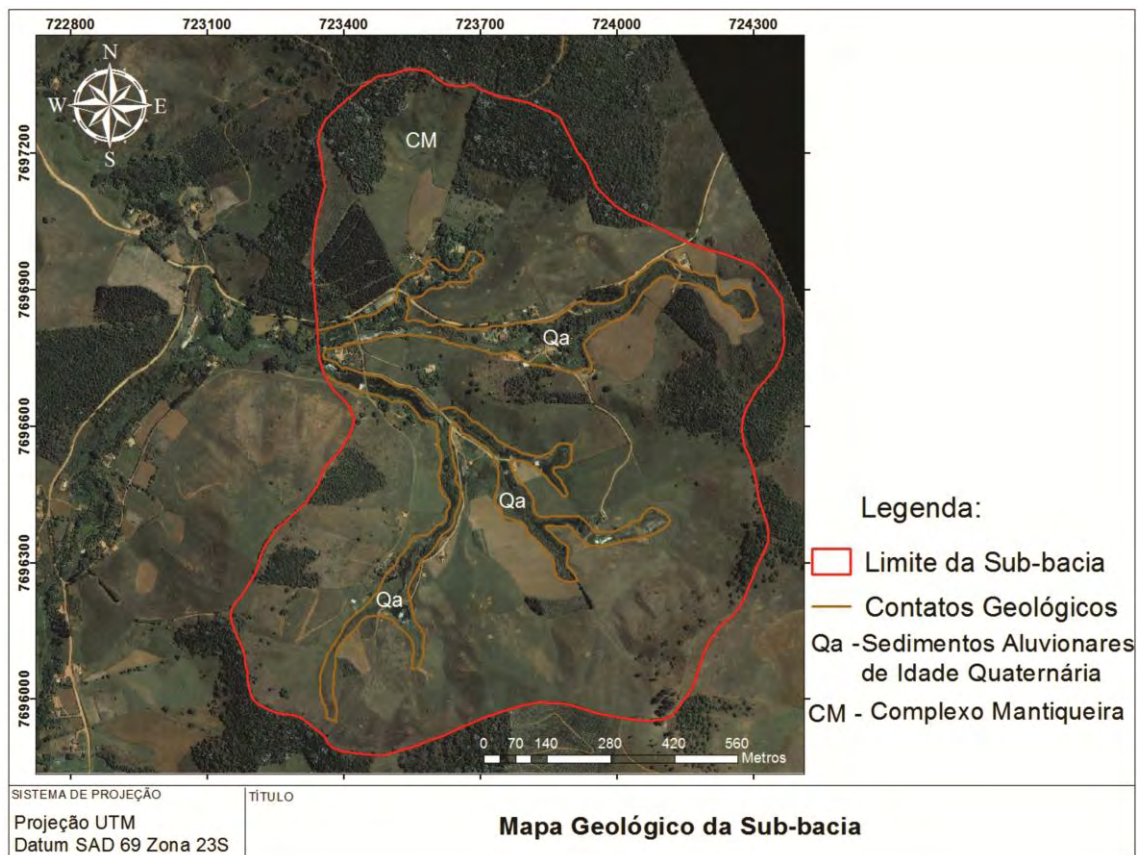 722800 723100 723400 723700 724000 724300
N
W E
S
7697200
7696900
7696600
7696300
7696000
CM
Qa
Qa
Qa
Legenda:
Limite da Sub-bacia
Contatos Geológicos
Qa -Sedimentos Aluvionares
de Idade Quaternária
CM - Complexo Mantiqueira
0 70 140 280 420 560
Metros
SISTEMA DE PROJEÇÃO
Projeção UTM
Datum SAD 69 Zona 23S
TÍTULO
Mapa Geológico da Sub-bacia